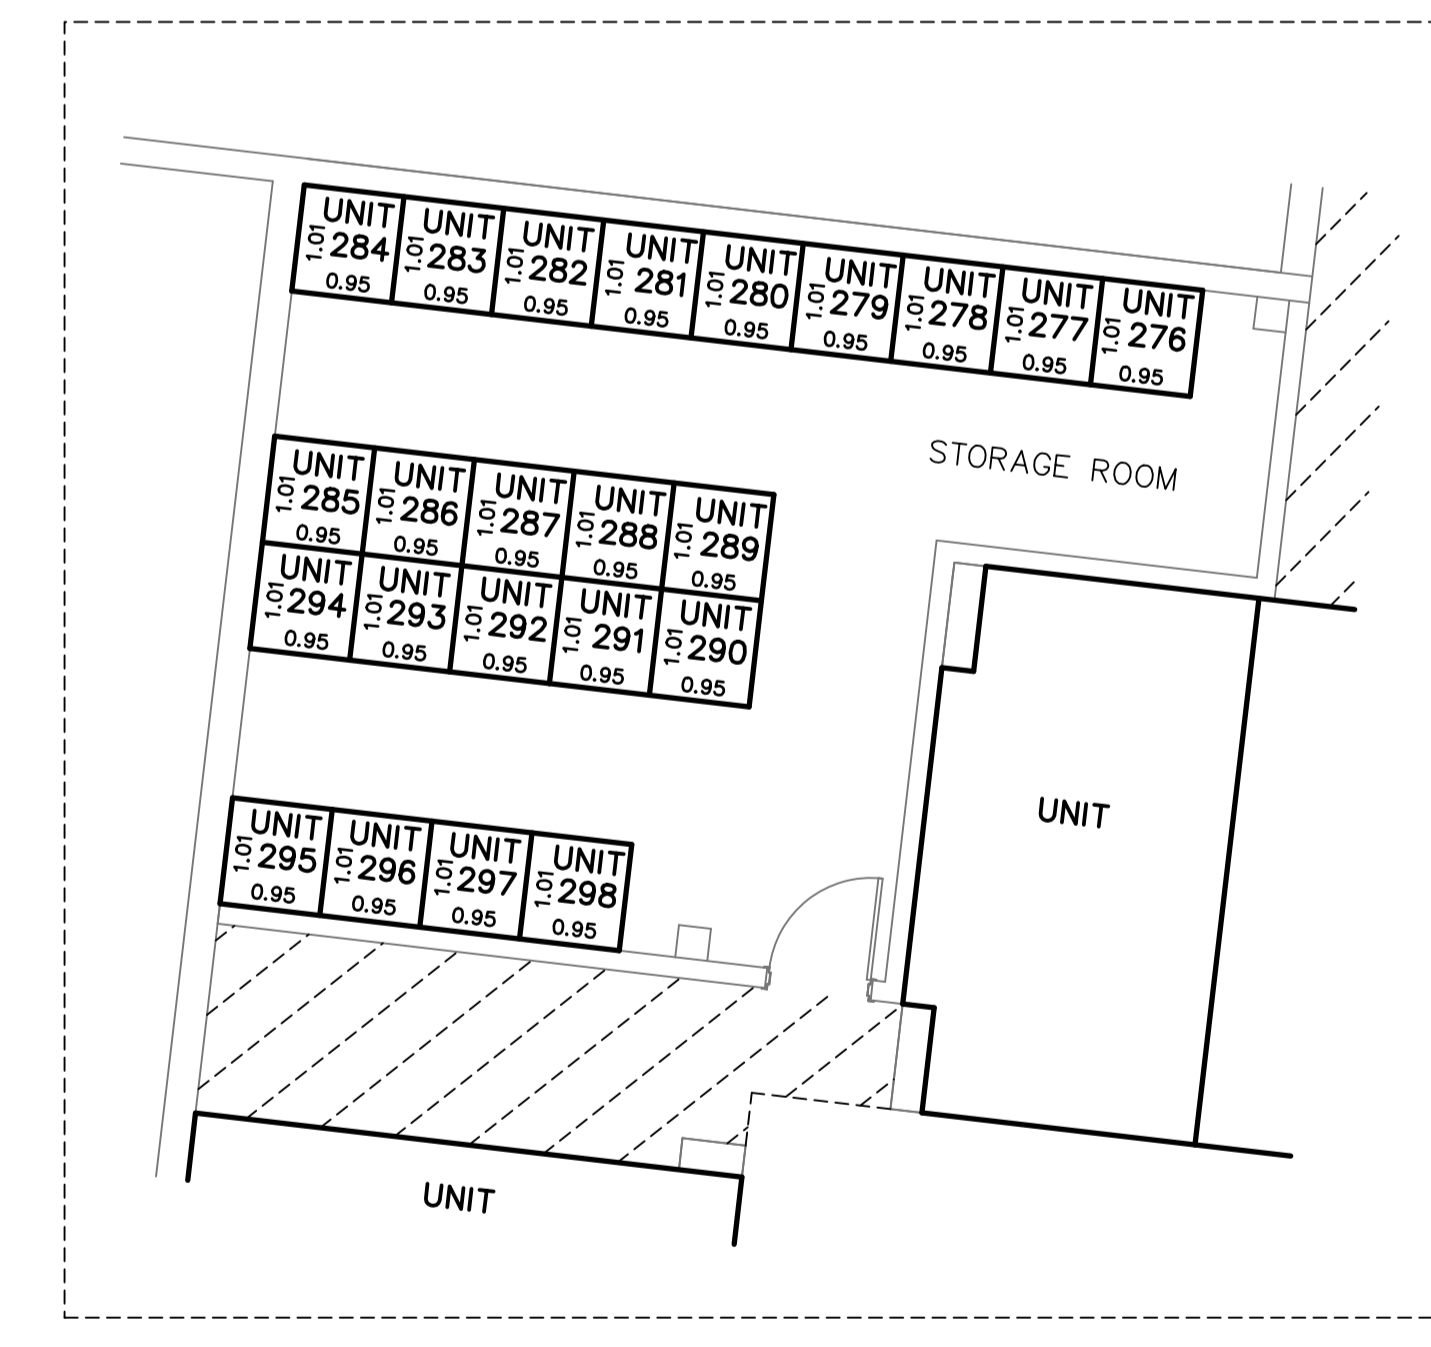 UNIT
1.01 284
0.95
UNIT
1.01 283
0.95
UNIT
1.01 282
0.95
UNIT
1.01 281
0.95
UNIT
1.01 280
0.95
UNIT
1.01 279
0.95
UNIT
1.01 278
0.95
UNIT
1.01 277
0.95
UNIT
1.01 276
0.95
STORAGE ROOM
UNIT
1.01 285
0.95
UNIT
1.01 286
0.95
UNIT
1.01 287
0.95
UNIT
1.01 288
0.95
UNIT
1.01 289
0.95
UNIT
1.01 294
0.95
UNIT
1.01 293
0.95
UNIT
1.01 292
0.95
UNIT
1.01 291
0.95
UNIT
1.01 290
0.95
UNIT
UNIT
1.01 295
0.95
UNIT
1.01 296
0.95
UNIT
1.01 297
0.95
UNIT
1.01 298
0.95
UNIT